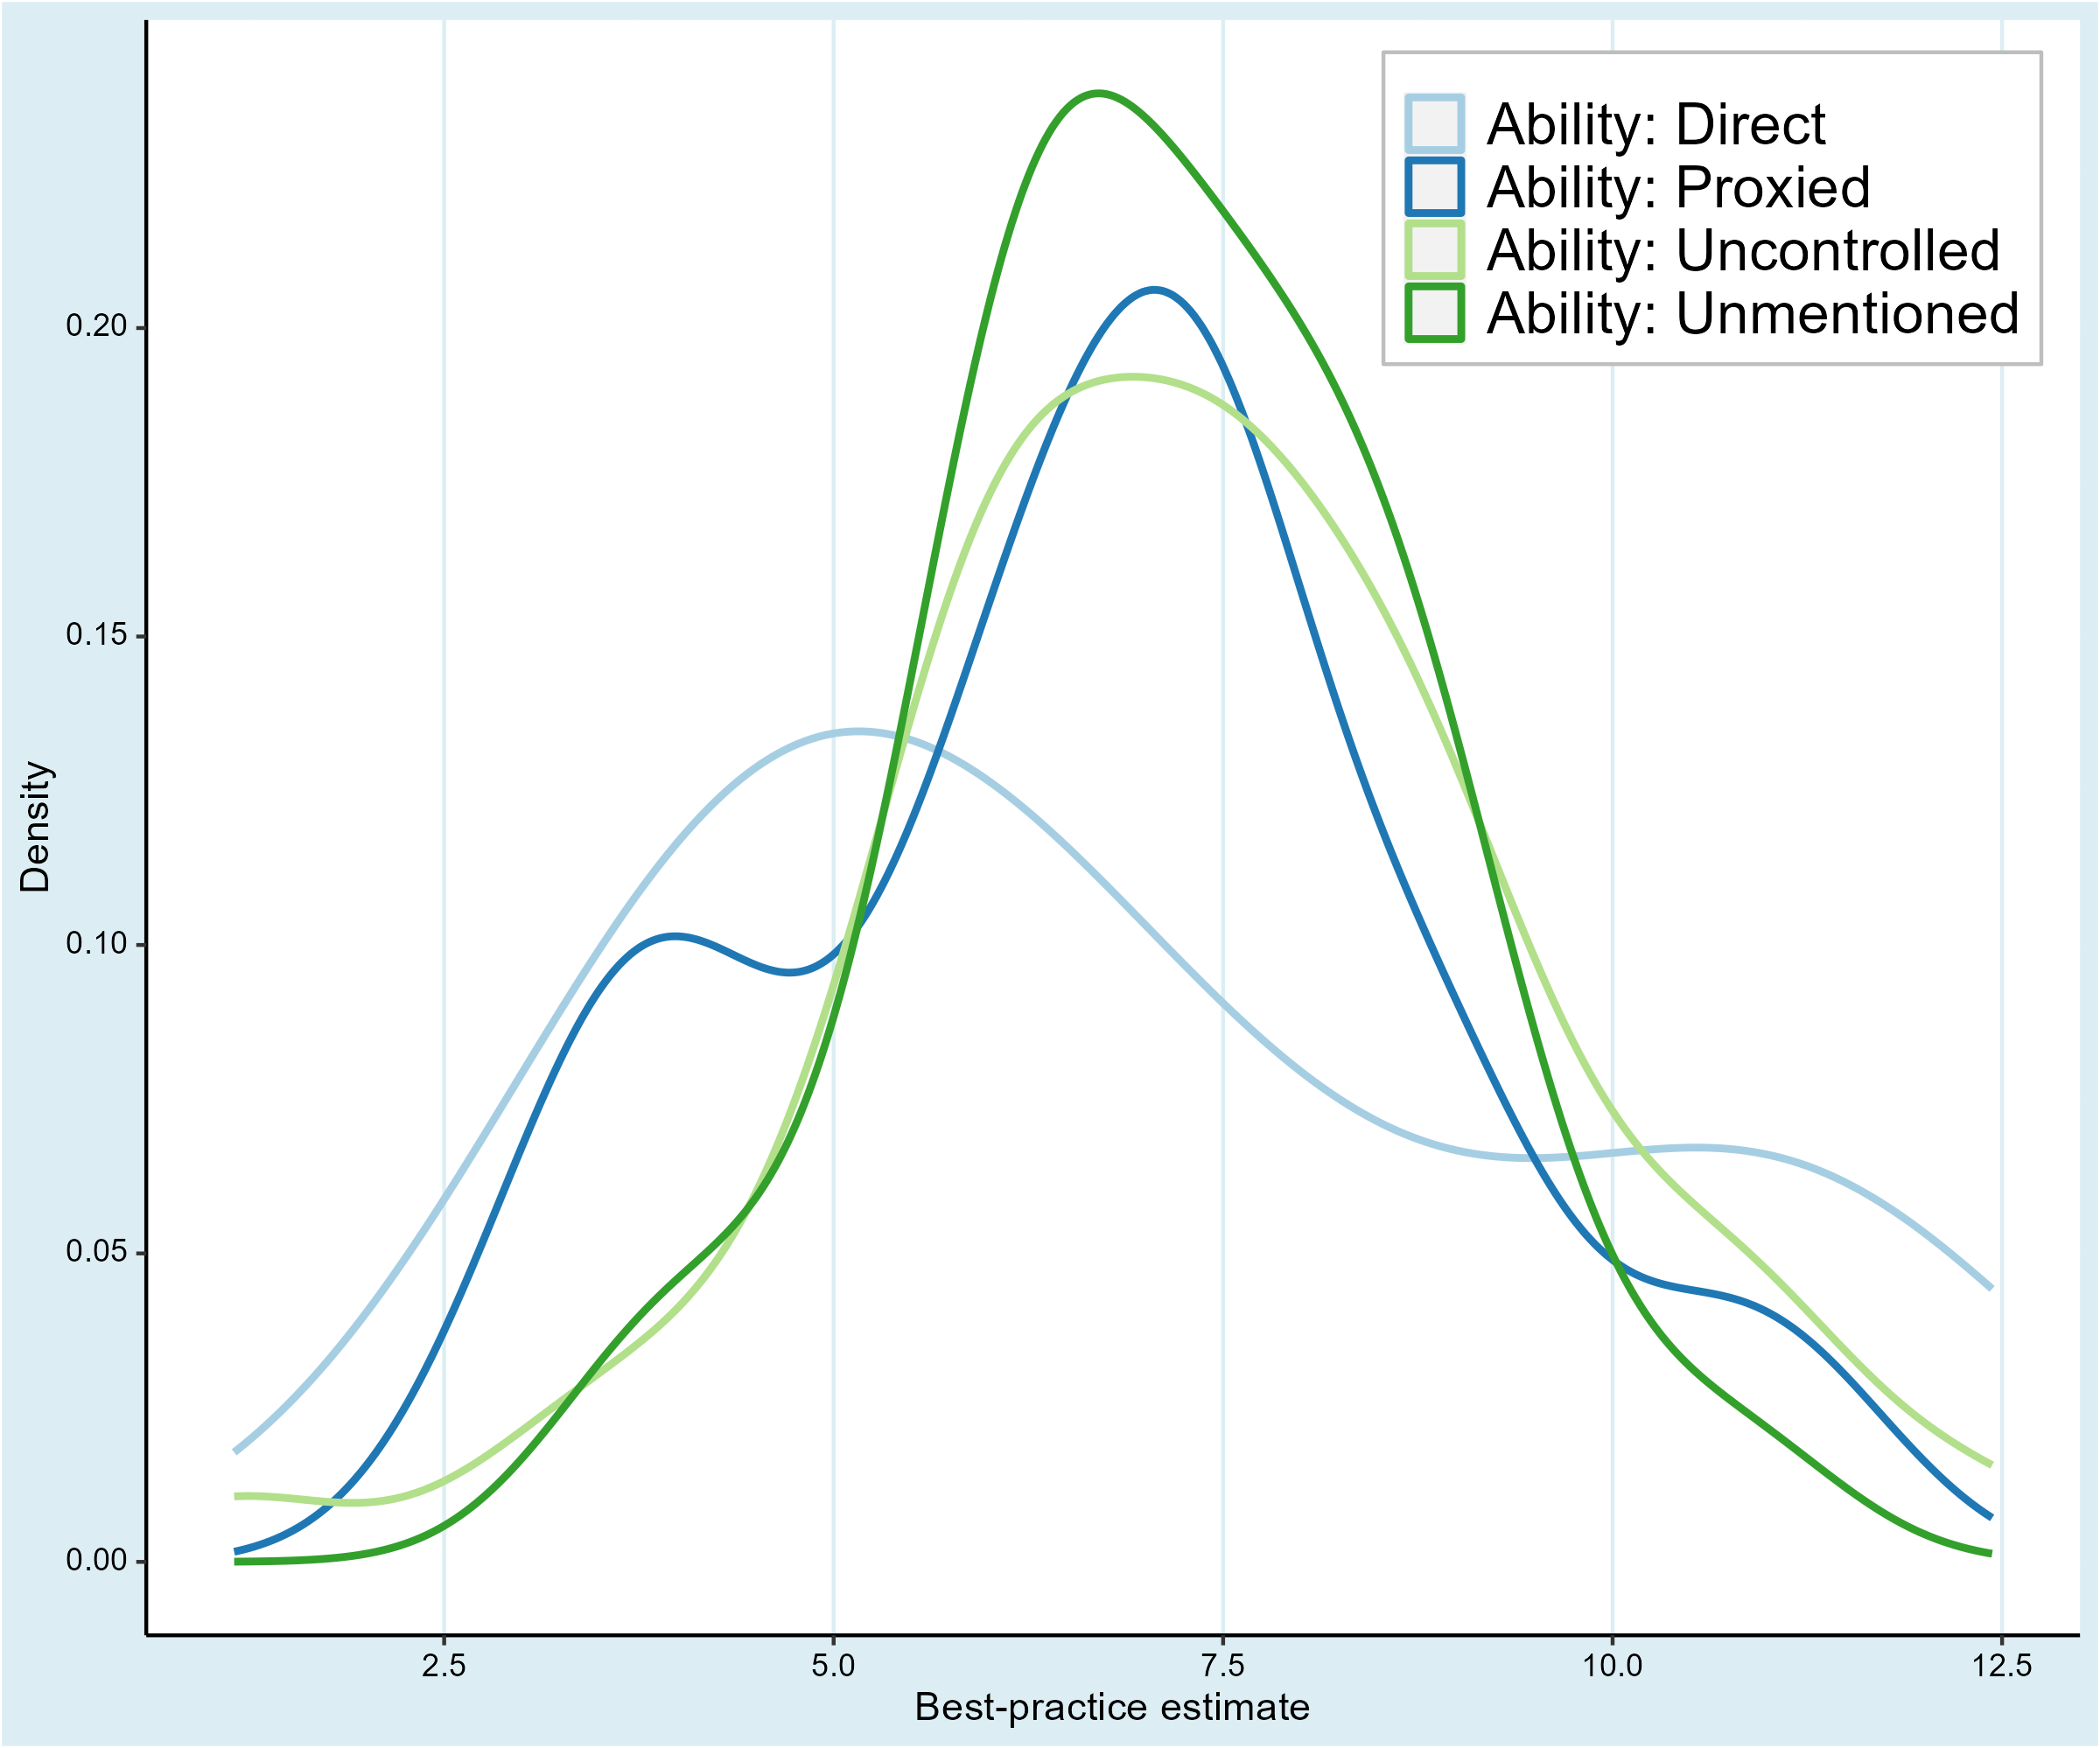 Ability: Direct
Ability: Proxied
Ability: Uncontrolled
Ability: Unmentioned
0.20
0.15
0.10
0.05
0.00
Density
2.5 5.0 7.5 10.0 12.5
Best-practice estimate